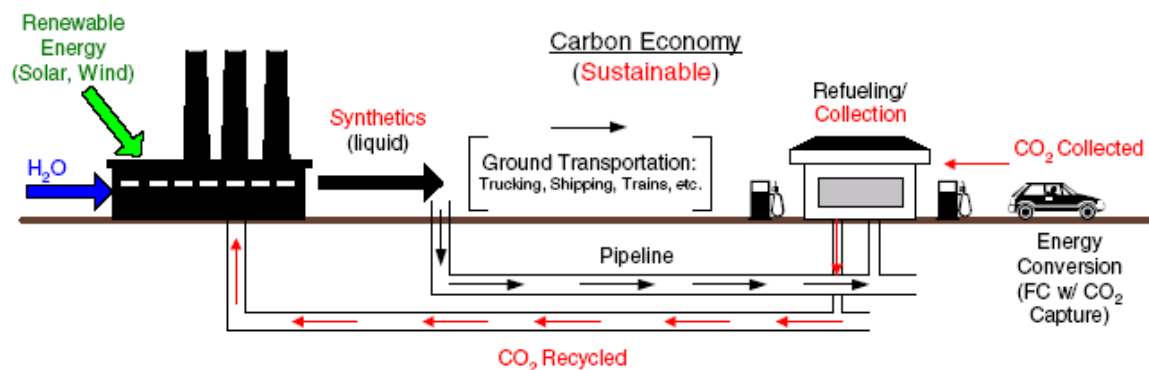 Renewable
Energy
(Solar, Wind)
H₂O
Synthetics
(liquid)
Carbon Economy
(Sustainable)
Ground Transportation:
Trucking, Shipping, Trains, etc.
Refueling/
Collection
CO₂ Collected
Pipeline
Energy
Conversion
(FC w/ CO₂
Capture)
CO₂ Recycled